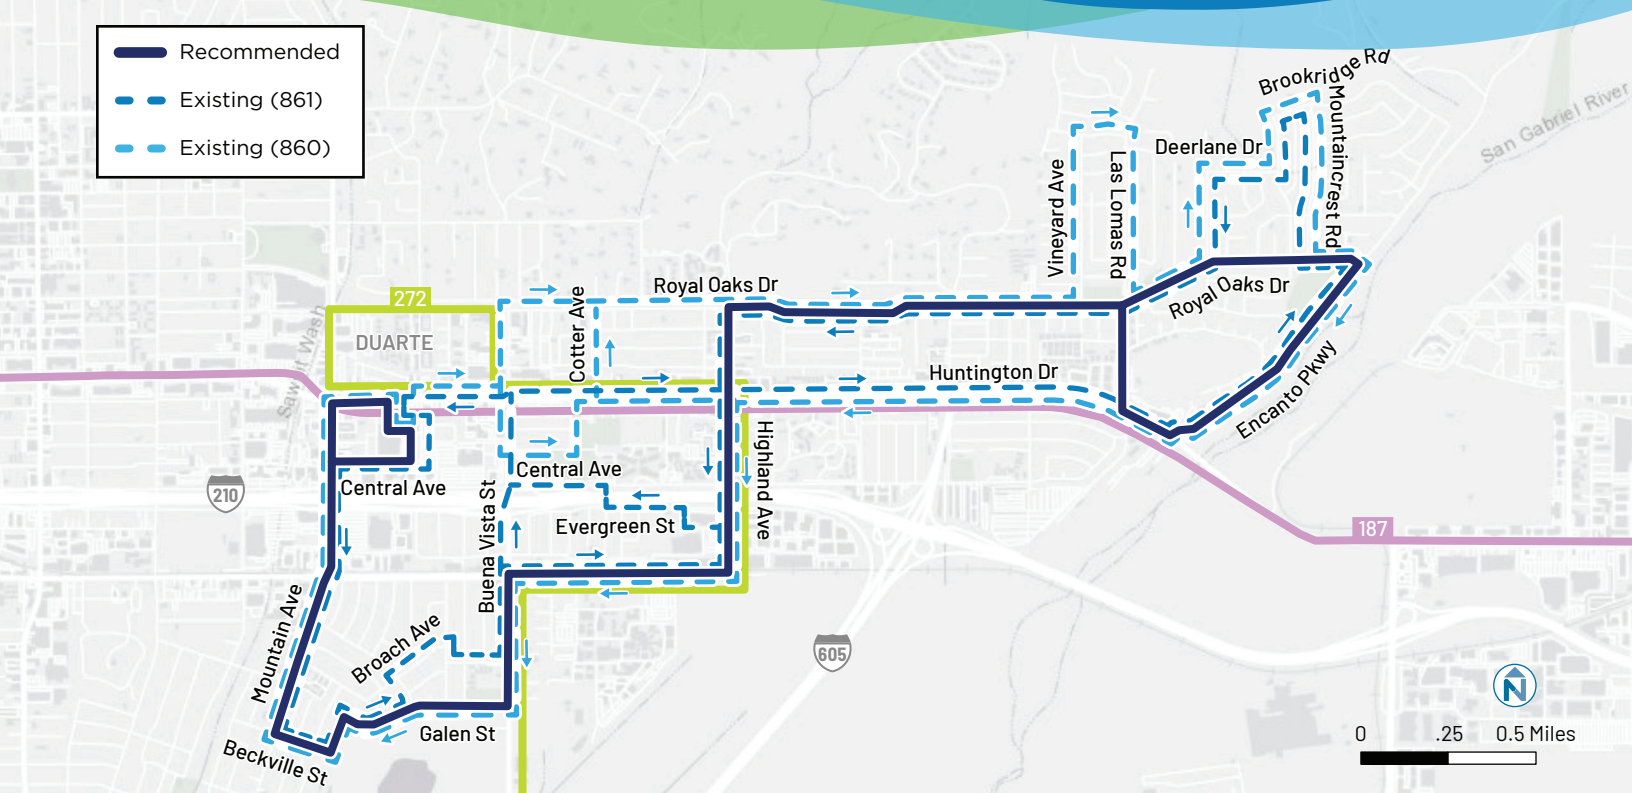 Recommended
Existing (861)
Existing (860)
Brookridge Rd
Mountaincrest Rd
San Gabriel River
Deerlane Dr
Vineyard Ave
Las Lomas Rd
Royal Oaks Dr
Royal Oaks Dr
272
DUARTE
Cotter Ave
Sawpit Wash
Huntington Dr
Encanto Pkwy
Highland Ave
Central Ave
Central Ave
210
Buena Vista St
Evergreen St
187
Mountain Ave
Broach Ave
605
Galen St
Beckville St
N
0 .25 0.5 Miles